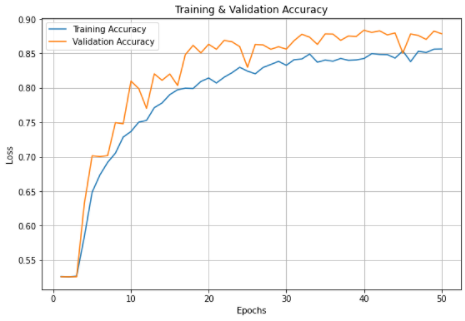 Training & Validation Accuracy
Training Accuracy
Validation Accuracy
0.90
0.85
0.80
0.75
0.70
0.65
0.60
0.55
Loss
0
10
20
30
40
50
Epochs